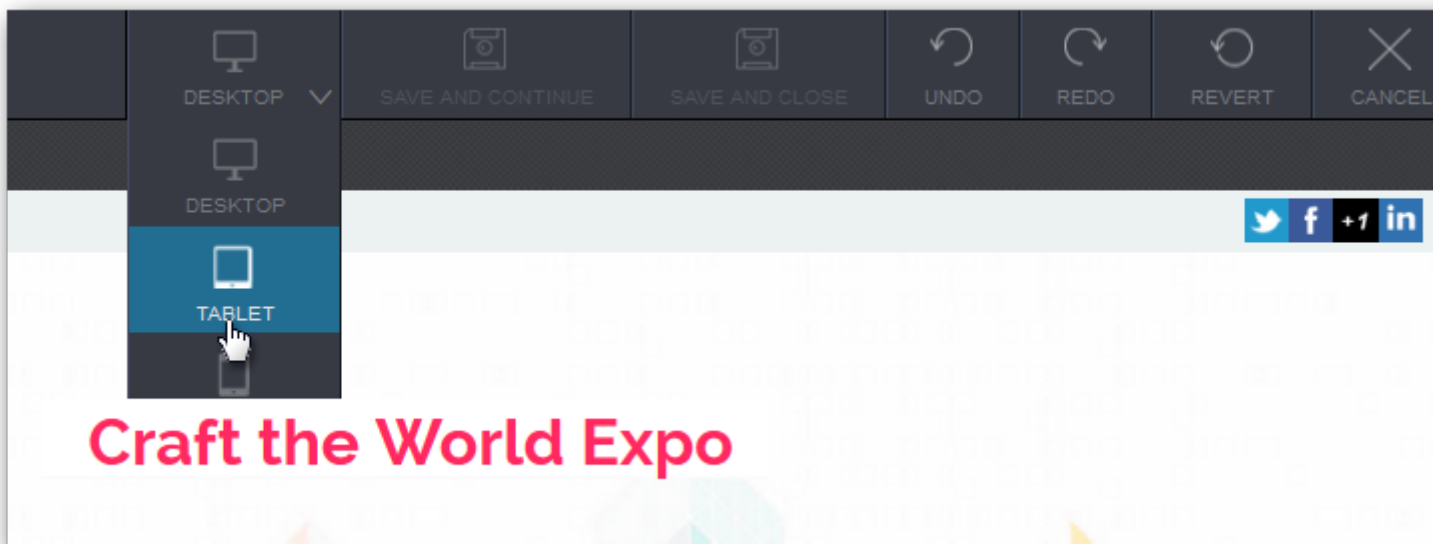 DESKTOP
SAVE AND CONTINUE
SAVE AND CLOSE
UNDO
REDO
REVERT
CANCEL
DESKTOP
f +1 in
TABLET
Craft the World Expo